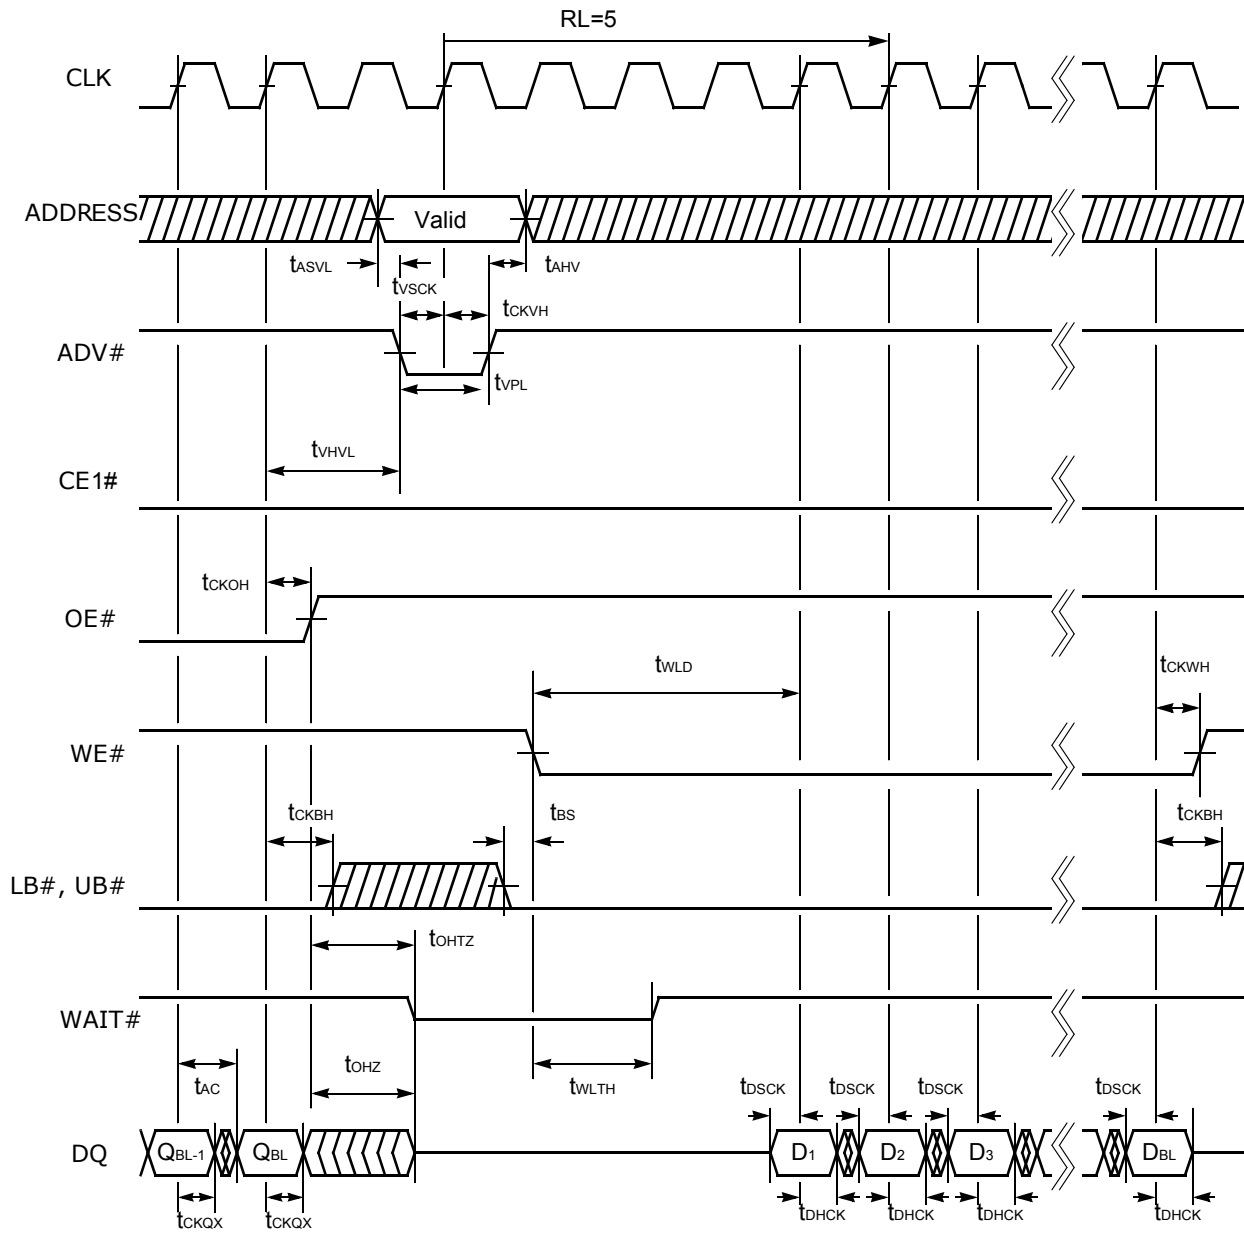 RL=5
CLK
ADDRESS
Valid
tASVL
tVSCK
tAHV
tCKVH
ADV#
tVPL
tVHVL
CE1#
tCKOH
OE#
tWLD
tCKWH
WE#
tCKBH
tBS
tCKBH
LB#, UB#
tOHTZ
WAIT#
tAC
tOHZ
tWLTH
tDSCK
tDSCK
tDSCK
tDSCK
DQ
QBL-1
QBL
D1
D2
D3
DBL
tCKQX
tCKQX
tDHCK
tDHCK
tDHCK
tDHCK